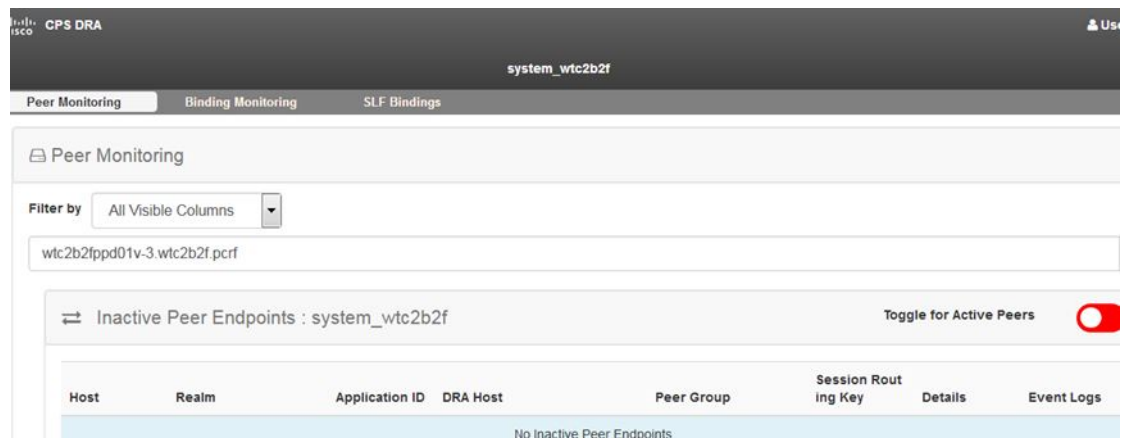 CPS DRA
system_wtc2b2f
Peer Monitoring Binding Monitoring SLF Bindings
Peer Monitoring
Filter by All Visible Columns
wtc2b2fppd01v-3.wtc2b2f.pcrf
Inactive Peer Endpoints : system_wtc2b2f Toggle for Active Peers
Host Realm Application ID DRA Host Peer Group Session Rout
ing Key Details Event Logs
No Inactive Peer Endpoints